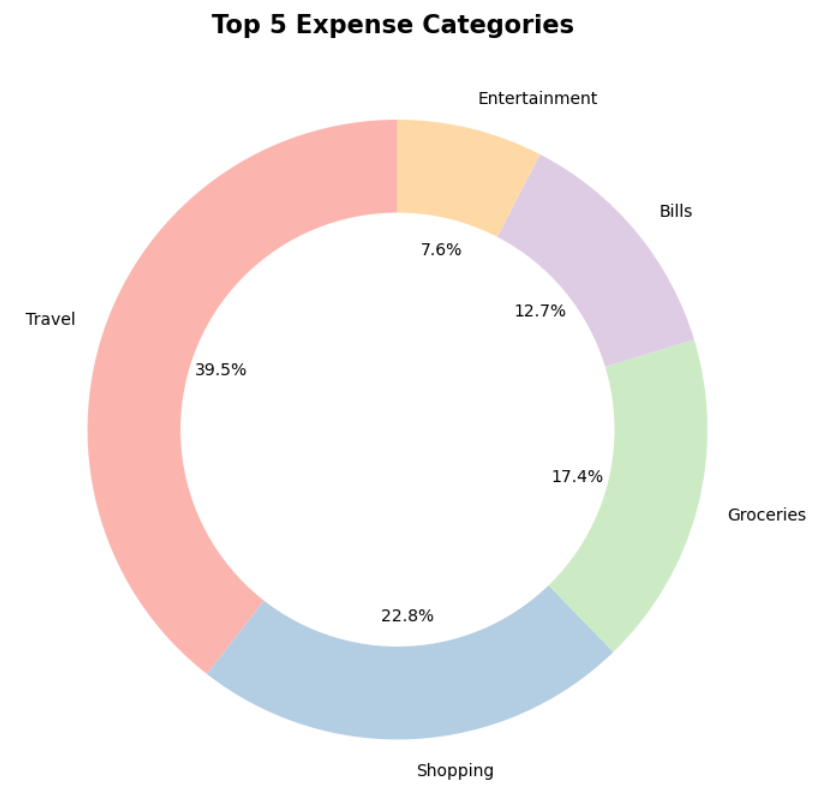 Top 5 Expense Categories
Entertainment
Bills
7.6%
12.7%
Travel
39.5%
17.4%
Groceries
22.8%
Shopping